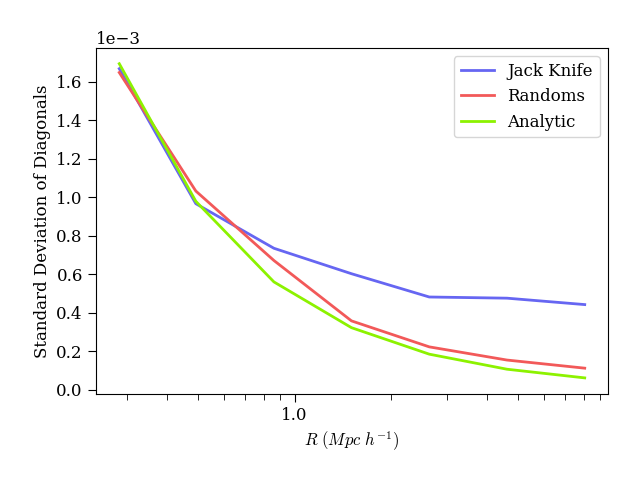 1e−3
Jack Knife
Randoms
Analytic
Standard Deviation of Diagonals
1.6
1.4
1.2
1.0
0.8
0.6
0.4
0.2
0.0
1.0
R (Mpc h⁻¹)